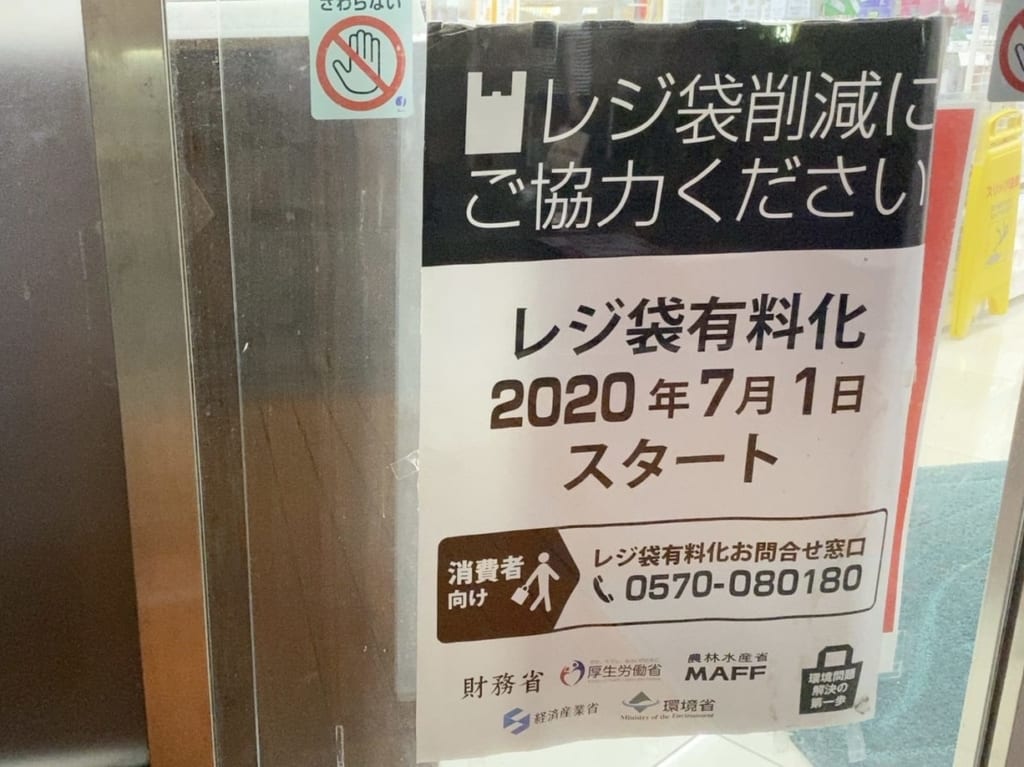 さわらない
レジ袋削減に
ご協力ください
レジ袋有料化
2020年7月1日
スタート
消費者
向け
レジ袋有料化お問合せ窓口
0570-080180
財務省
厚生労働省
農林水産省
MAFF
経済産業省
環境省
Ministry of the Environment
環境問題
解決の
第一歩